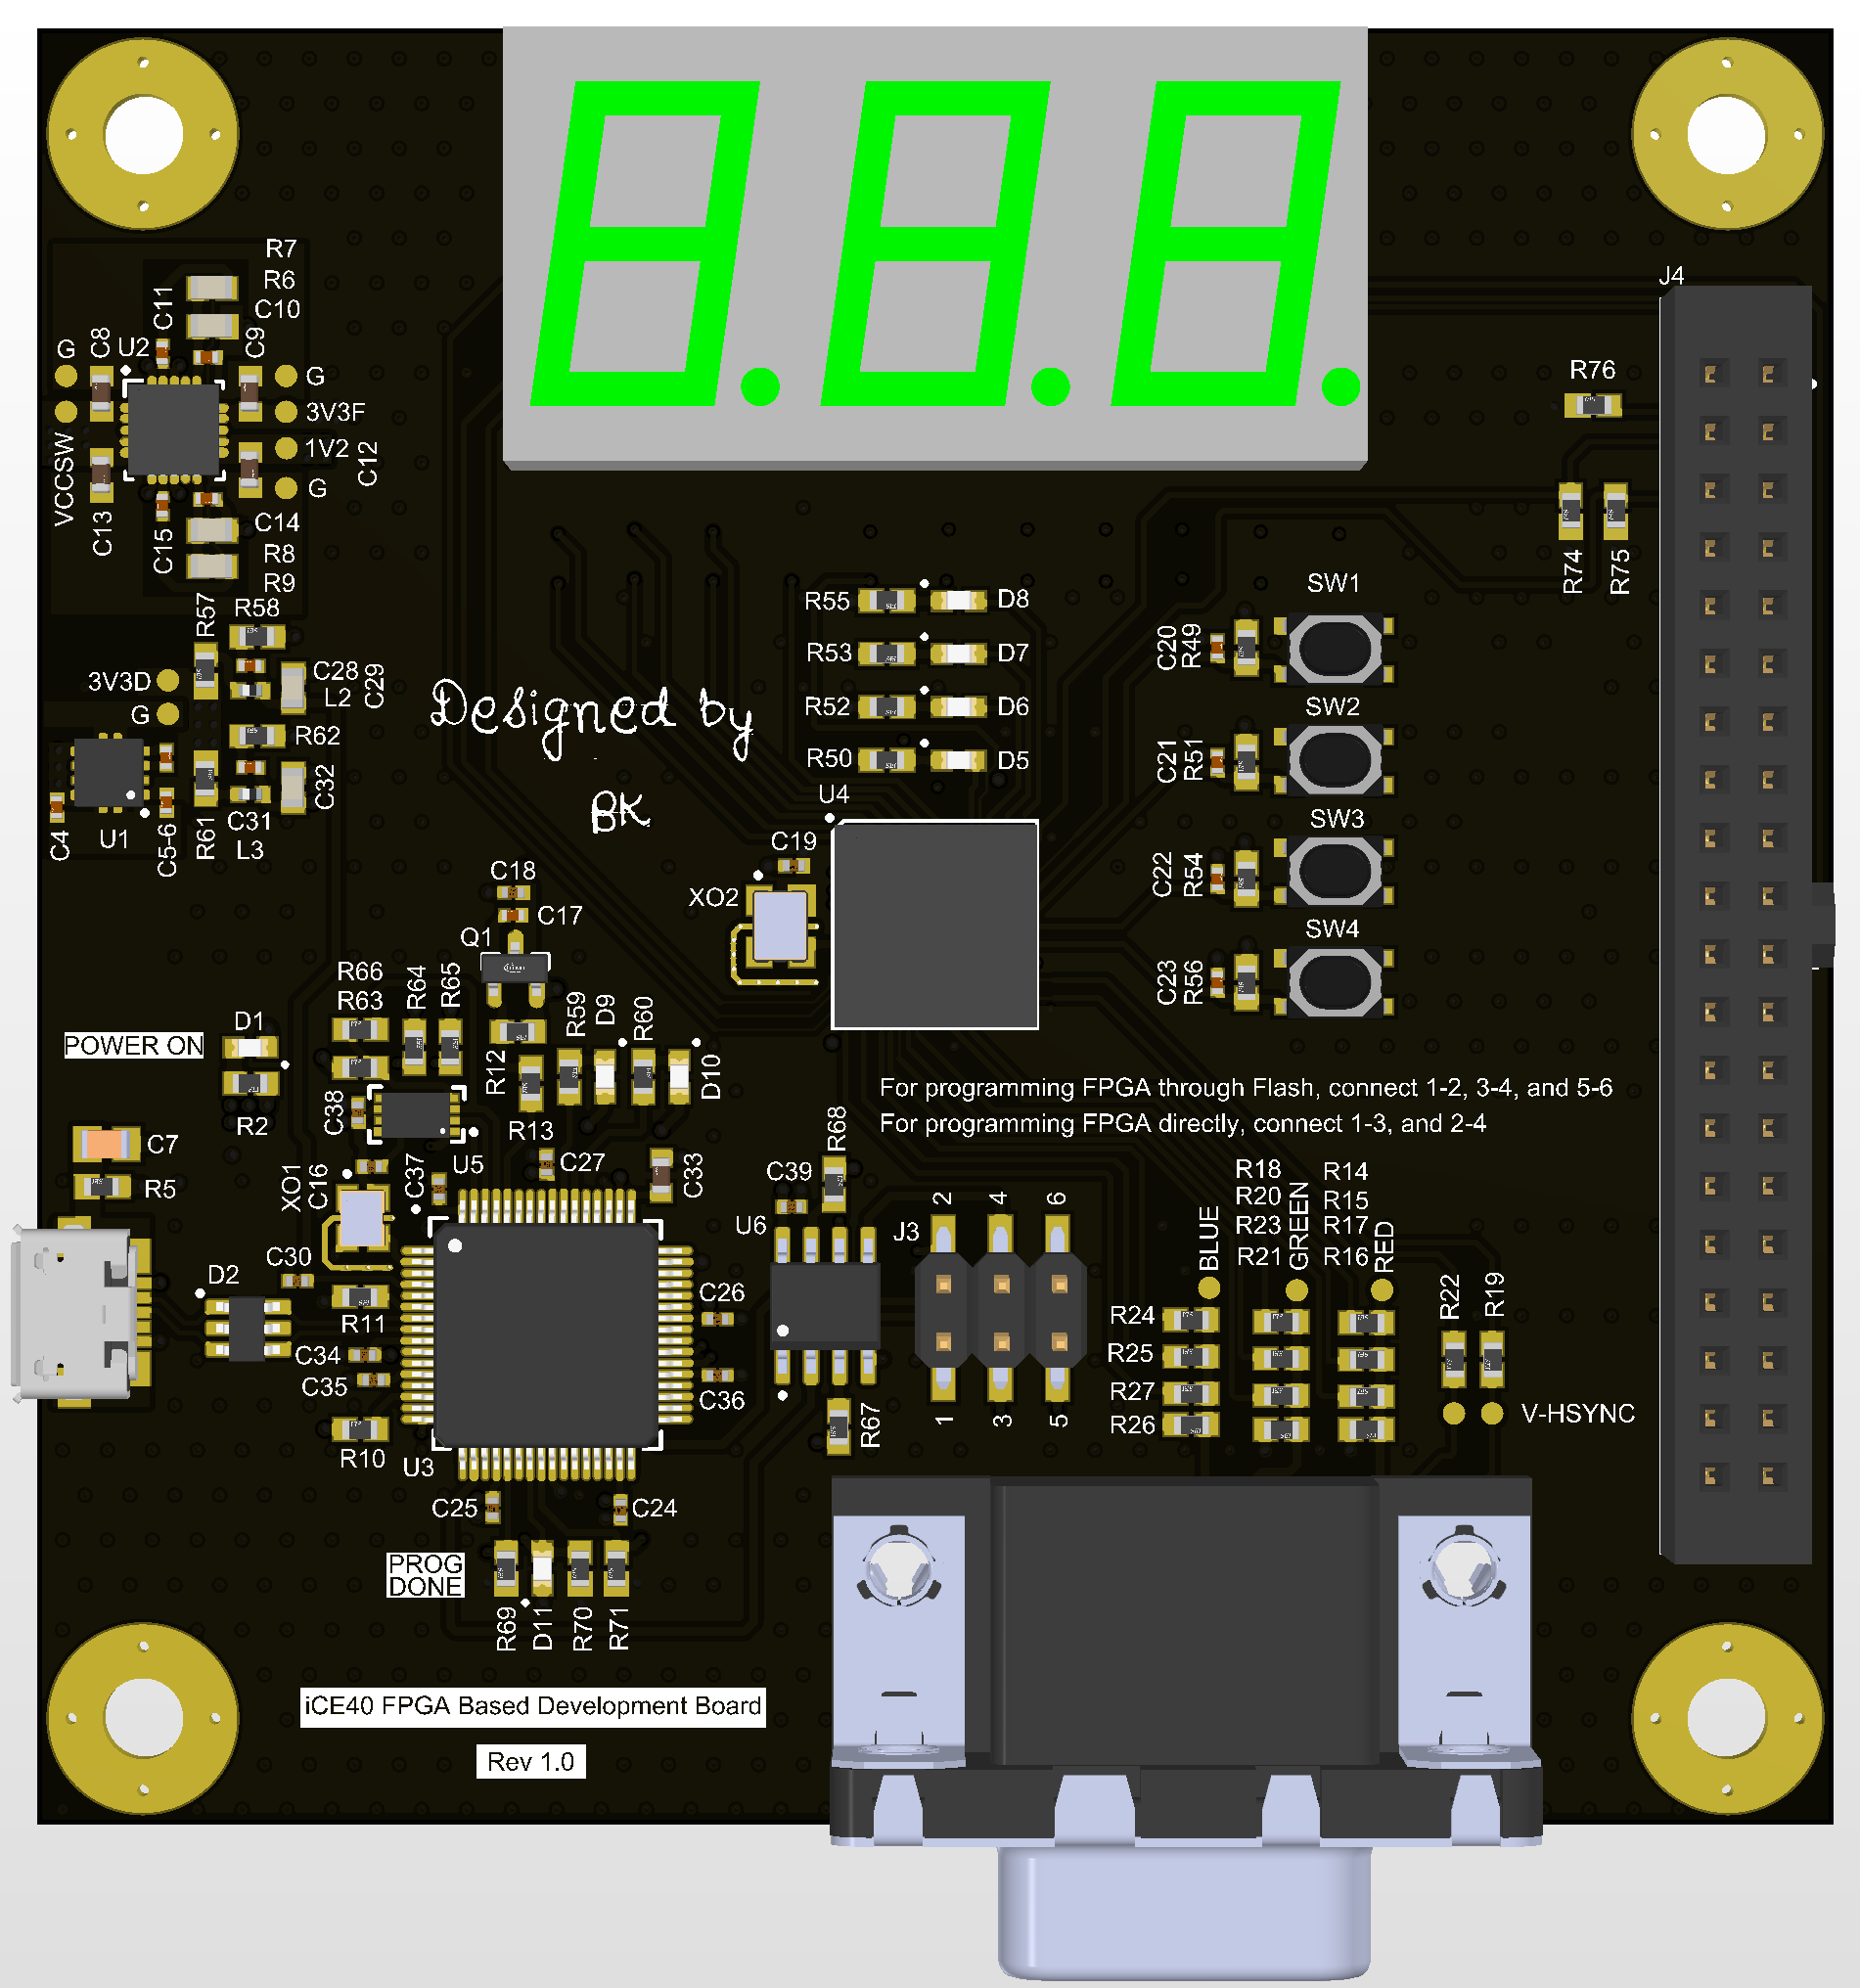 J4
R7
R6
C10
C11
C8
U2
C9
G
G
3V3F
1V2
G
C12
VCCSW
C13
C15
C14
R8
R9
R76
R74
R75
R57
R58
3V3D
G
C28
L2
C29
R62
C32
C4
U1
C5-6
R61
C31
L3
Designed by
BK
R55
D8
R53
D7
R52
D6
R50
D5
U4
SW1
C20
R49
SW2
C21
R51
SW3
C22
R54
SW4
C23
R56
C19
XO2
C18
C17
Q1
R66
R63
R64
R65
R12
R59
D9
R60
D10
R13
POWER ON
D1
R2
C7
R5
C38
U5
XO1
C16
C37
C27
C33
For programming FPGA through Flash, connect 1-2, 3-4, and 5-6
For programming FPGA directly, connect 1-3, and 2-4
R68
C39
U6
J3
2
4
6
1
3
5
R67
C30
D2
R11
C34
C35
R10
U3
C26
C36
C25
C24
BLUE
R18
R20
R23
R21
GREEN
R14
R15
R17
R16
RED
R24
R25
R27
R26
R22
R19
V-HSYNC
PROG
DONE
R69
D11
R70
R71
iCE40 FPGA Based Development Board
Rev 1.0